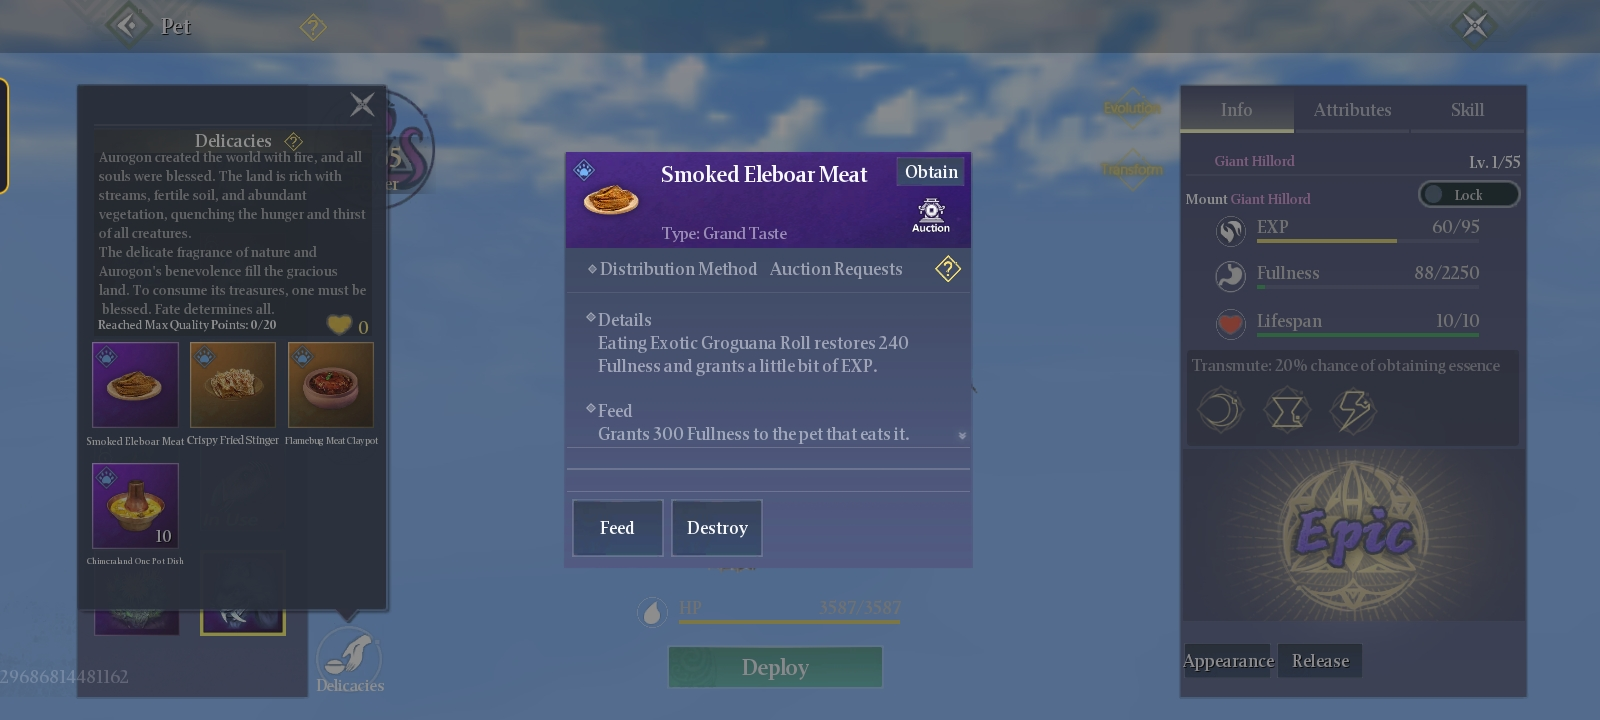 Pet
Delicacies
Aurogon created the world with fire, and all
souls were blessed. The land is rich with
streams, fertile soil, and abundant
vegetation, quenching the hunger and thirst
of all creatures.
The delicate fragrance of nature and
Aurogon's benevolence fill the gracious
land. To consume its treasures, one must be
blessed. Fate determines all.
Reached Max Quality Points: 0/20
0
Smoked Eleboar Meat
Crispy Fried Stinger
Flamebug Meat Claypot
10
Chimeraland One Pot Dish
29686814481162
Delicacies
Smoked Eleboar Meat
Obtain
Type: Grand Taste
Auction
Distribution Method Auction Requests
Details
Eating Exotic Groguana Roll restores 240
Fullness and grants a little bit of EXP.
Feed
Grants 300 Fullness to the pet that eats it.
Feed
Destroy
HP 3587/3587
Deploy
Evolution
Transform
Info
Attributes
Skill
Giant Hillord
Lv. 1/55
Mount Giant Hillord
Lock
EXP 60/95
Fullness 88/2250
Lifespan 10/10
Transmute: 20% chance of obtaining essence
Epic
Appearance
Release